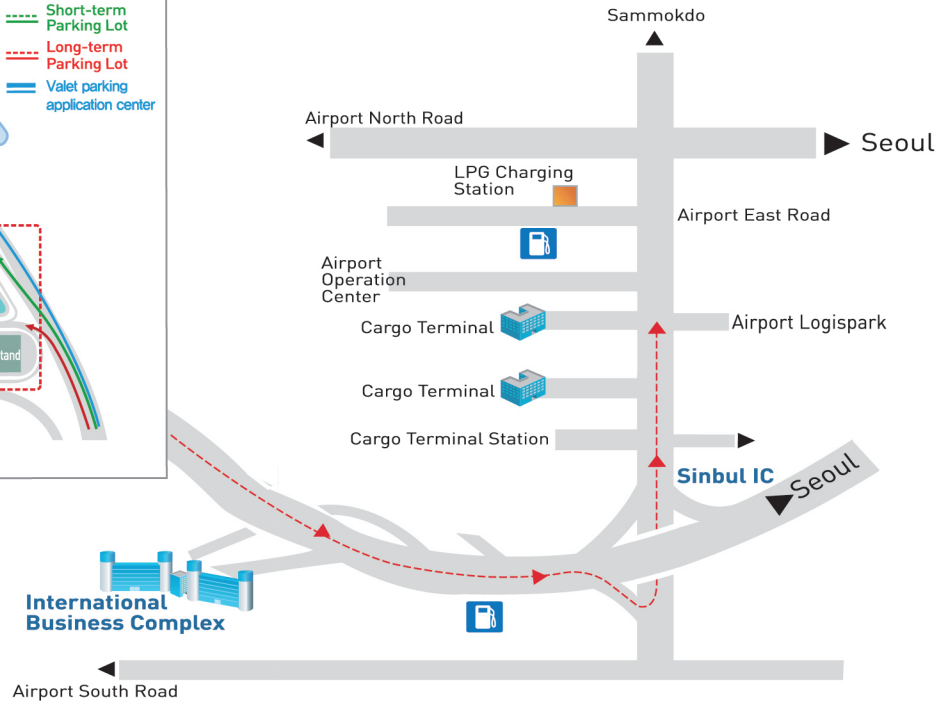 Short-term
Parking Lot
Long-term
Parking Lot
Valet parking
application center
Sammokdo
Airport North Road
Seoul
LPG Charging
Station
Airport East Road
Airport
Operation
Center
Cargo Terminal
Airport Logispark
Cargo Terminal
Cargo Terminal Station
Sinbul IC
Seoul
International
Business Complex
Airport South Road